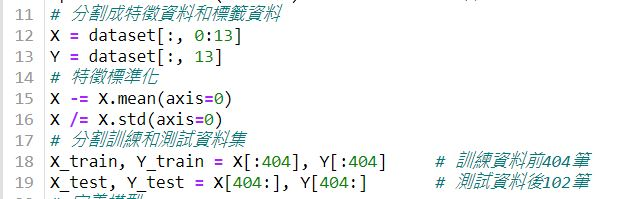 11 # 分割成特徵資料和標籤資料
12 X = dataset[:, 0:13]
13 Y = dataset[:, 13]
14 # 特徵標準化
15 X -= X.mean(axis=0)
16 X /= X.std(axis=0)
17 # 分割訓練和測試資料集
18 X_train, Y_train = X[:404], Y[:404]     # 訓練資料前404筆
19 X_test, Y_test = X[404:], Y[404:]       # 測試資料後102筆